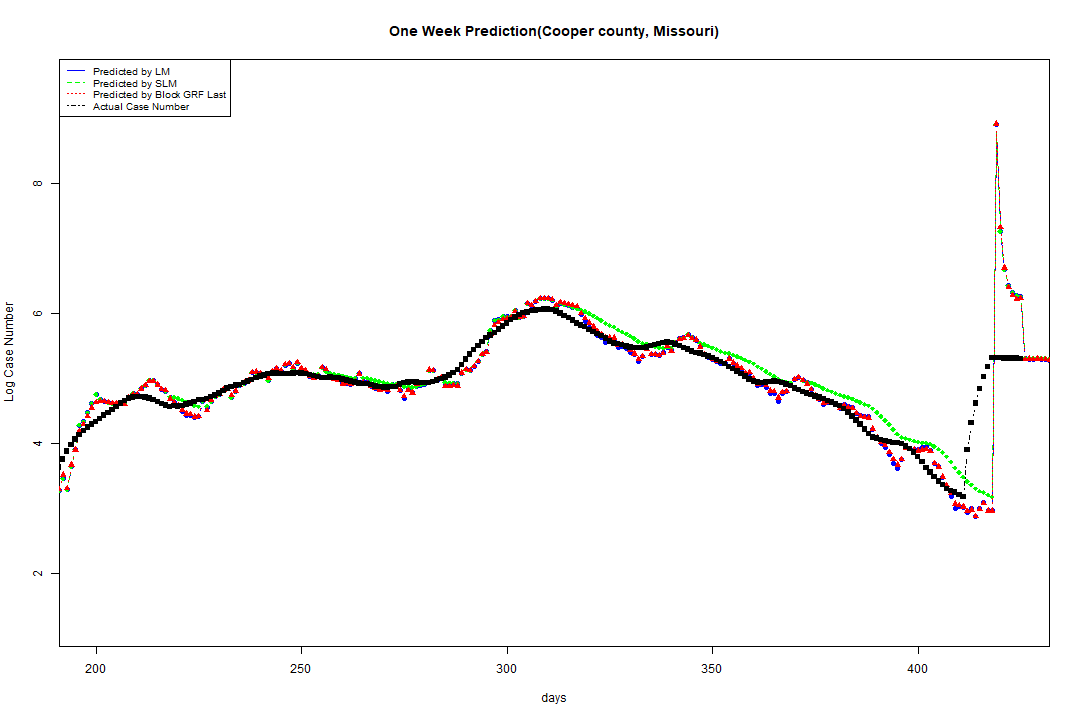 One Week Prediction(Cooper county, Missouri)
Predicted by LM
Predicted by SLM
Predicted by Block GRF Last
Actual Case Number
8
6
4
2
Log Case Number
200 250 300 350 400
days